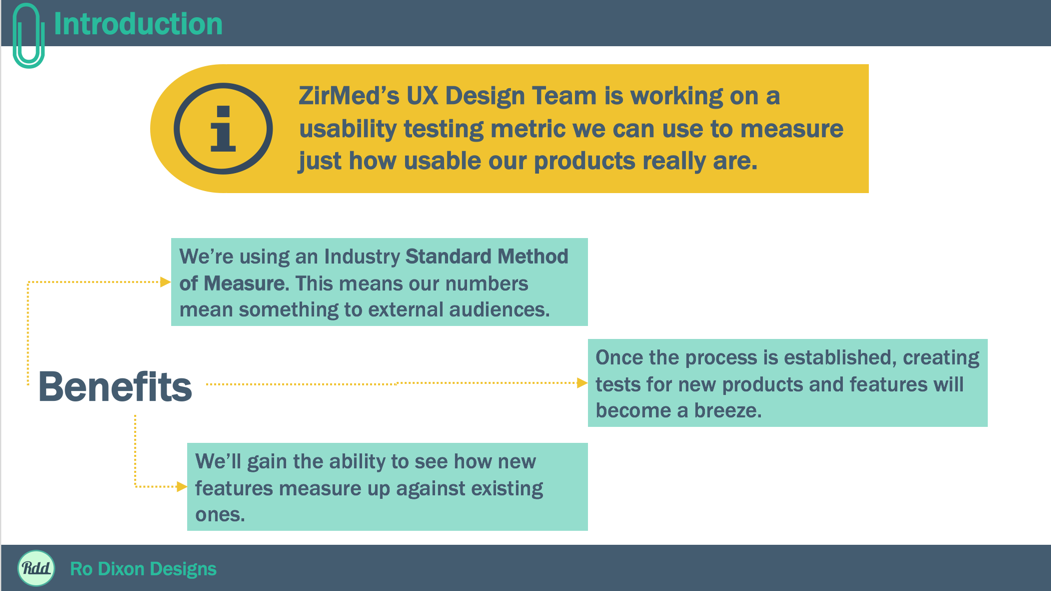 Introduction
i
ZirMed’s UX Design Team is working on a
usability testing metric we can use to measure
just how usable our products really are.
We’re using an Industry Standard Method
of Measure. This means our numbers
mean something to external audiences.
Once the process is established, creating
tests for new products and features will
become a breeze.
Benefits
We’ll gain the ability to see how new
features measure up against existing
ones.
Rdd
Ro Dixon Designs